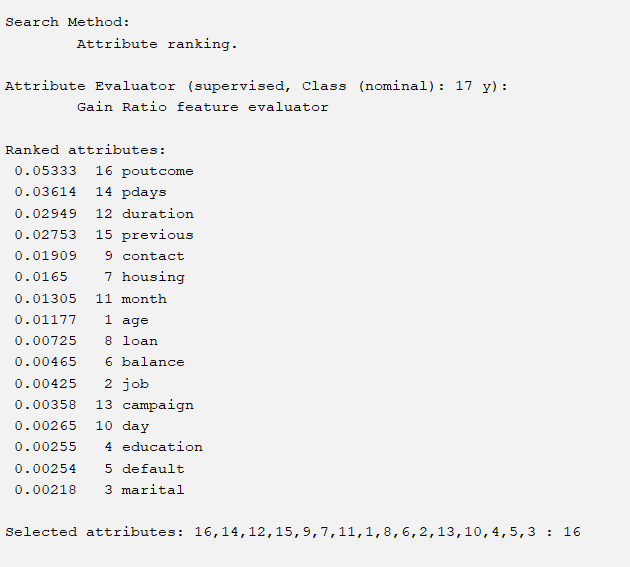 Search Method:
Attribute ranking.
Attribute Evaluator (supervised, Class (nominal): 17 y):
Gain Ratio feature evaluator
Ranked attributes:
0.05333 16 poutcome
0.03614 14 pdays
0.02949 12 duration
0.02753 15 previous
0.01909 9 contact
0.0165 7 housing
0.01305 11 month
0.01177 1 age
0.00725 8 loan
0.00465 6 balance
0.00425 2 job
0.00358 13 campaign
0.00265 10 day
0.00255 4 education
0.00254 5 default
0.00218 3 marital
Selected attributes: 16,14,12,15,9,7,11,1,8,6,2,13,10,4,5,3 : 16